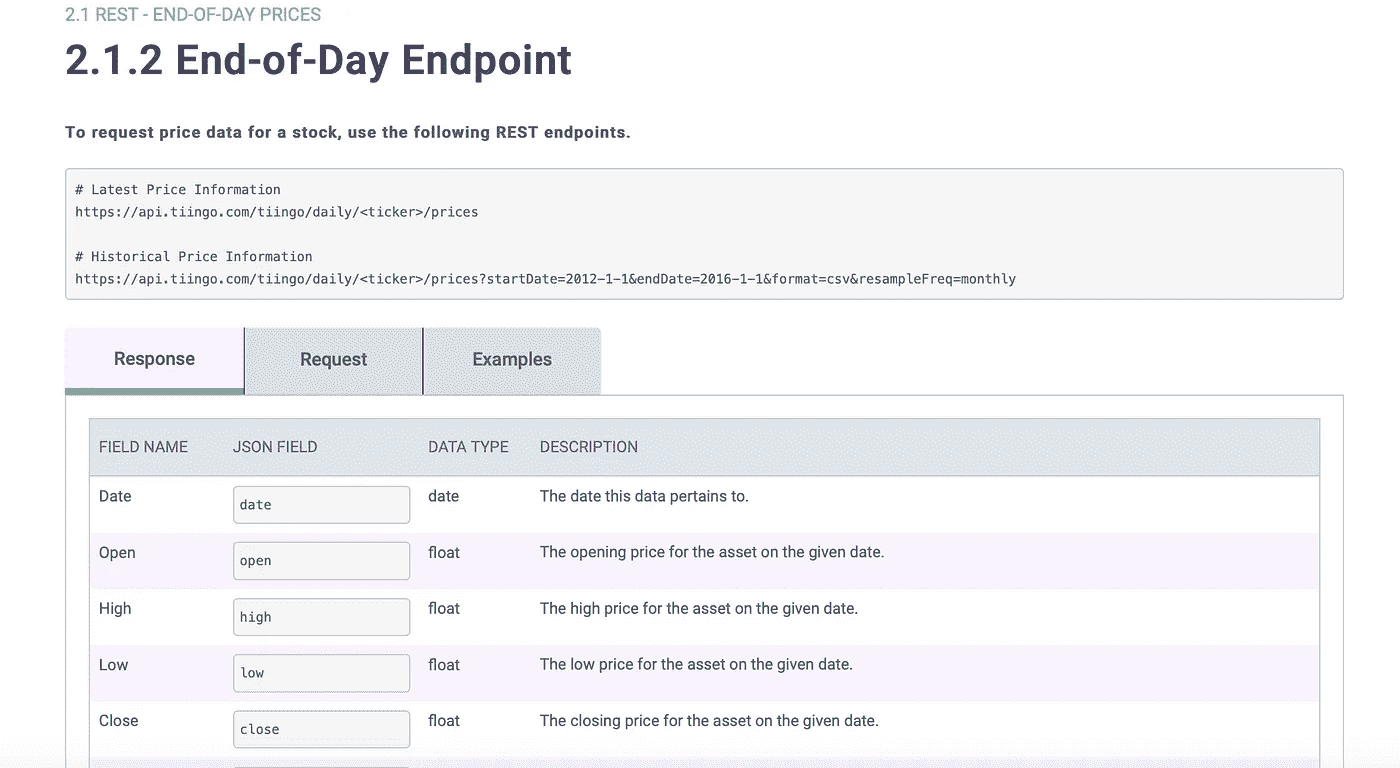 2.1 REST - END-OF-DAY PRICES
2.1.2 End-of-Day Endpoint
To request price data for a stock, use the following REST endpoints.
# Latest Price Information
https://api.tiingo.com/tiingo/daily/<ticker>/prices
# Historical Price Information
https://api.tiingo.com/tiingo/daily/<ticker>/prices?startDate=2012-1-1&endDate=2016-1-1&format=csv&resampleFreq=monthly
Response Request Examples
FIELD NAME JSON FIELD DATA TYPE DESCRIPTION
Date date date The date this data pertains to.
Open open float The opening price for the asset on the given date.
High high float The high price for the asset on the given date.
Low low float The low price for the asset on the given date.
Close close float The closing price for the asset on the given date.